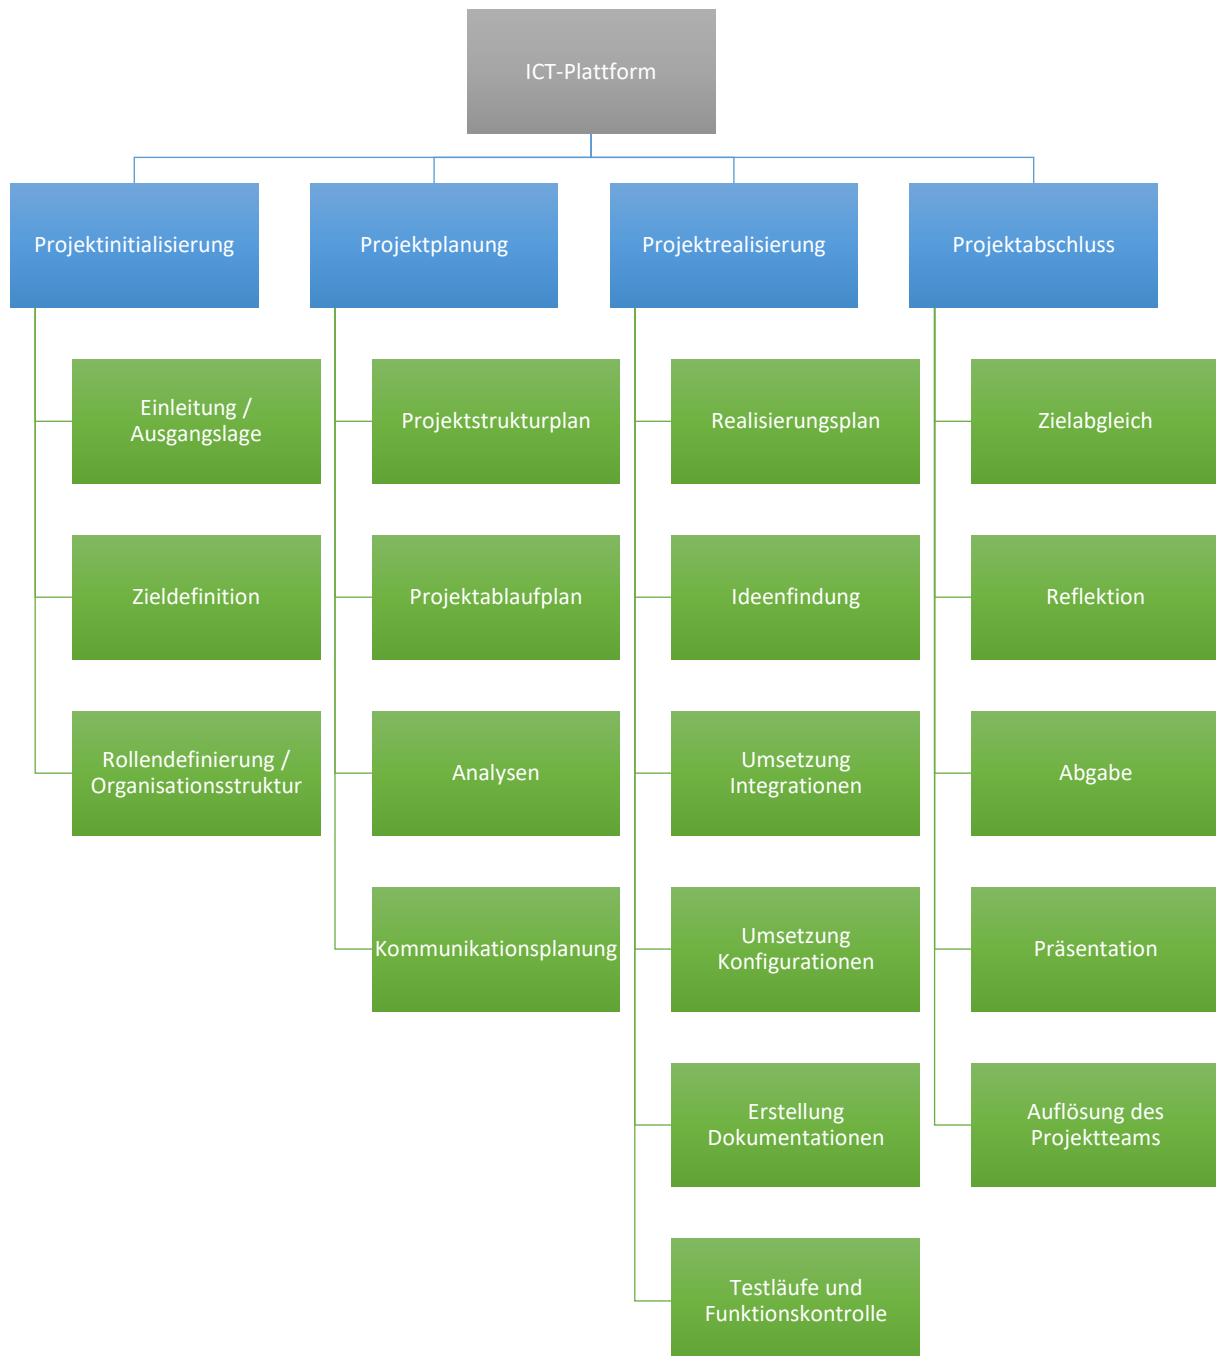 ICT-Plattform
Projektinitialisierung
Projektplanung
Projektrealisierung
Projektabschluss
Einleitung /
Ausgangslage
Projektstrukturplan
Realisierungsplan
Zielabgleich
Zieldefinition
Projektablaufplan
Ideenfindung
Reflektion
Rollendefinierung /
Organisationsstruktur
Analysen
Umsetzung
Integrationen
Abgabe
Kommunikationsplanung
Umsetzung
Konfigurationen
Präsentation
Erstellung
Dokumentationen
Auflösung des
Projektteams
Testläufe und
Funktionskontrolle